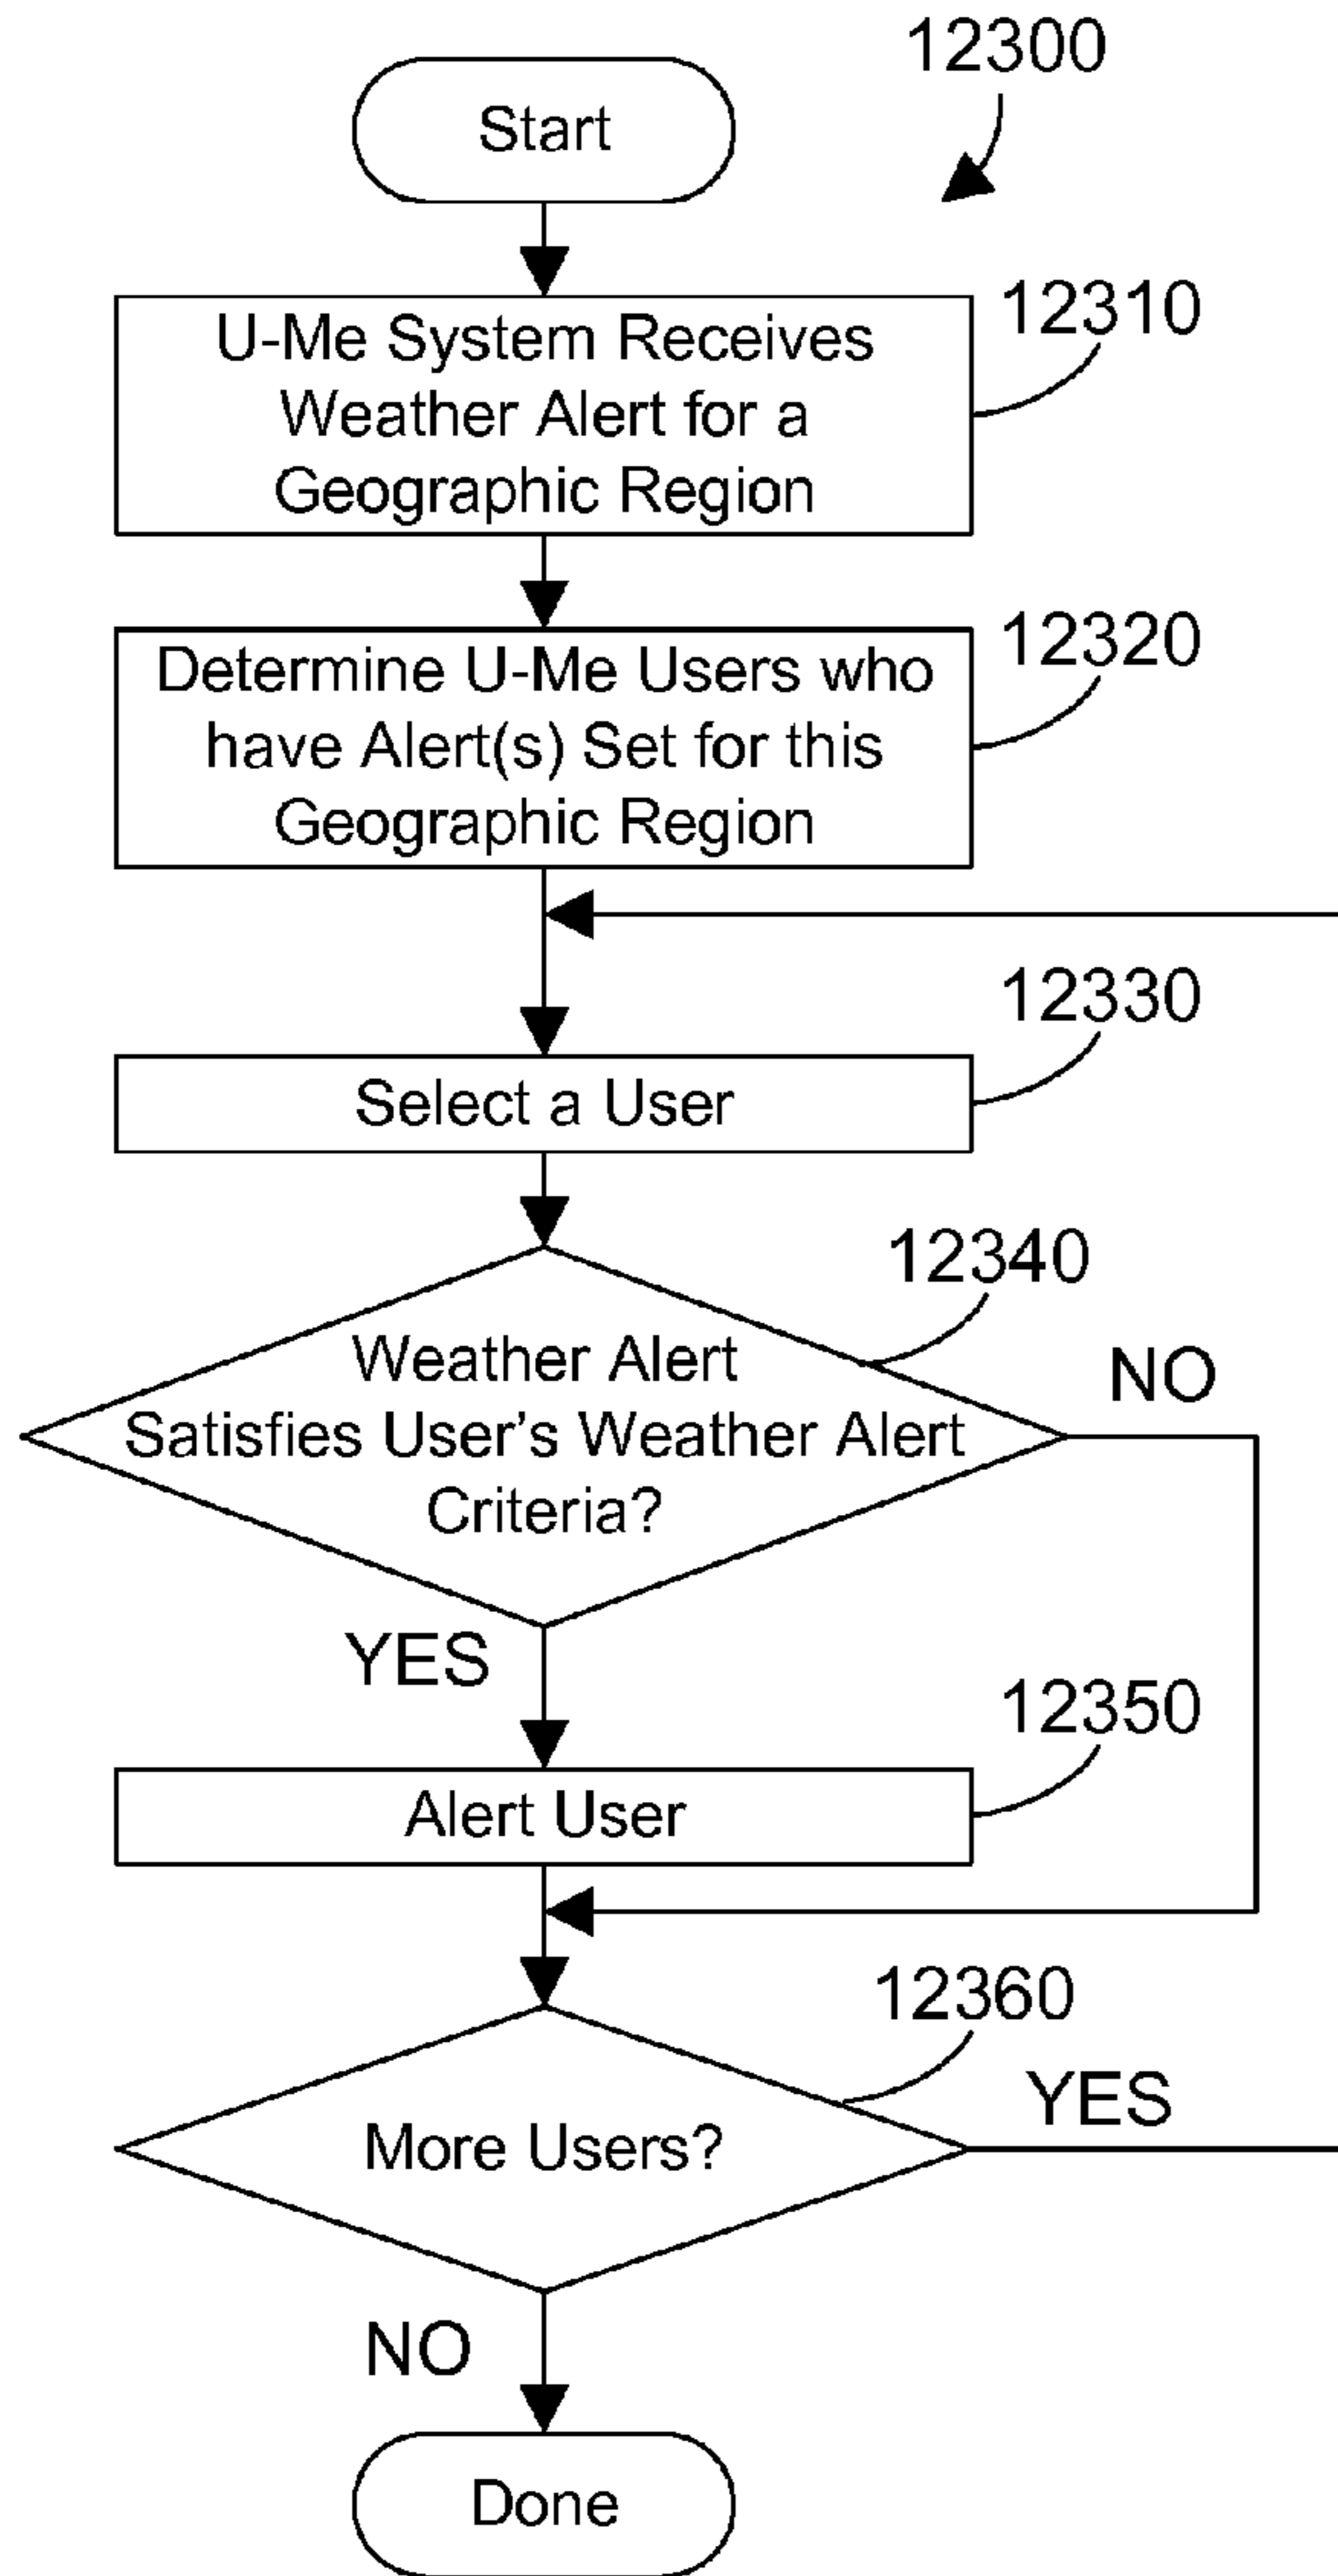 12300
Start
12310
U-Me System Receives
Weather Alert for a
Geographic Region
12320
Determine U-Me Users who
have Alert(s) Set for this
Geographic Region
12330
Select a User
12340
Weather Alert
Satisfies User's Weather Alert
Criteria?
NO
YES
12350
Alert User
12360
More Users?
YES
NO
Done